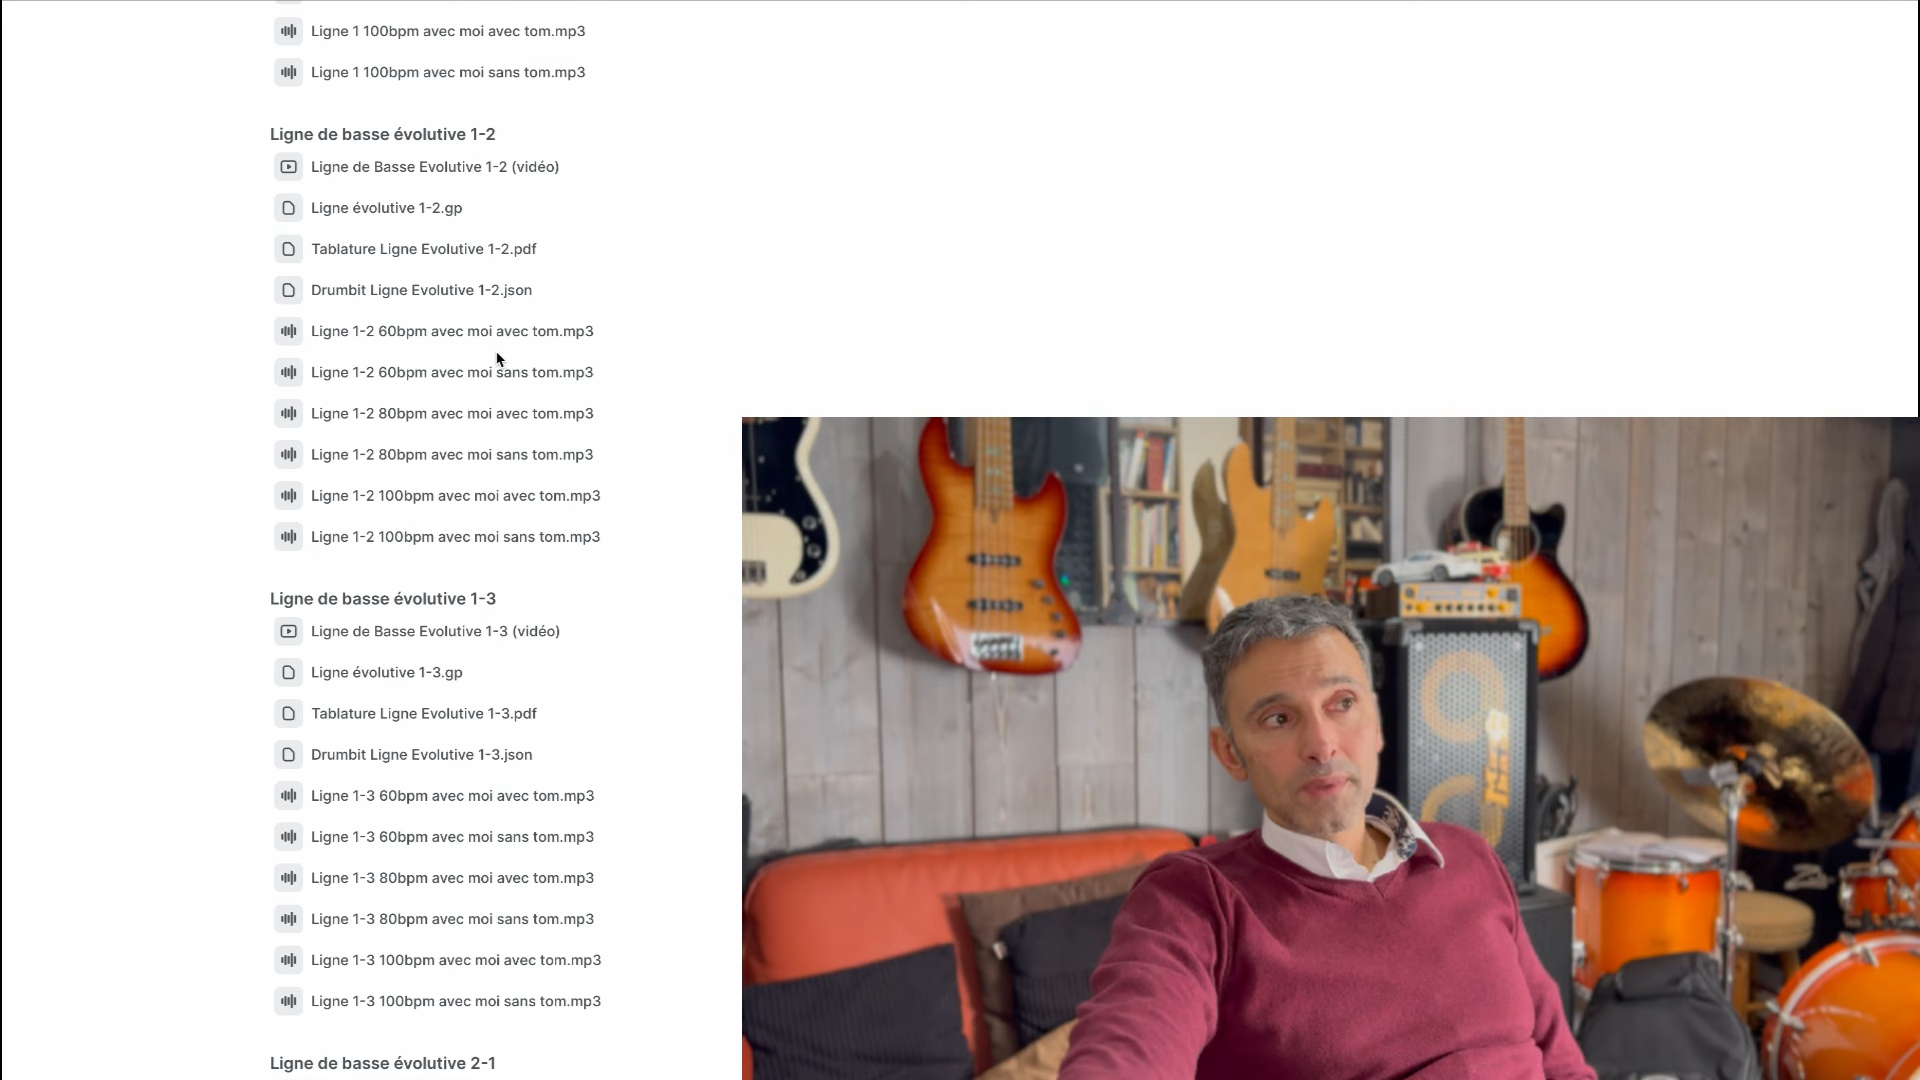 Ligne 1 100bpm avec moi avec tom.mp3
Ligne 1 100bpm avec moi sans tom.mp3
Ligne de basse évolutive 1-2
Ligne de Basse Evolutive 1-2 (vidéo)
Ligne évolutive 1-2.gp
Tablature Ligne Evolutive 1-2.pdf
Drumbit Ligne Evolutive 1-2.json
Ligne 1-2 60bpm avec moi avec tom.mp3
Ligne 1-2 60bpm avec moi sans tom.mp3
Ligne 1-2 80bpm avec moi avec tom.mp3
Ligne 1-2 80bpm avec moi sans tom.mp3
Ligne 1-2 100bpm avec moi avec tom.mp3
Ligne 1-2 100bpm avec moi sans tom.mp3
Ligne de basse évolutive 1-3
Ligne de Basse Evolutive 1-3 (vidéo)
Ligne évolutive 1-3.gp
Tablature Ligne Evolutive 1-3.pdf
Drumbit Ligne Evolutive 1-3.json
Ligne 1-3 60bpm avec moi avec tom.mp3
Ligne 1-3 60bpm avec moi sans tom.mp3
Ligne 1-3 80bpm avec moi avec tom.mp3
Ligne 1-3 80bpm avec moi sans tom.mp3
Ligne 1-3 100bpm avec moi avec tom.mp3
Ligne 1-3 100bpm avec moi sans tom.mp3
Ligne de basse évolutive 2-1